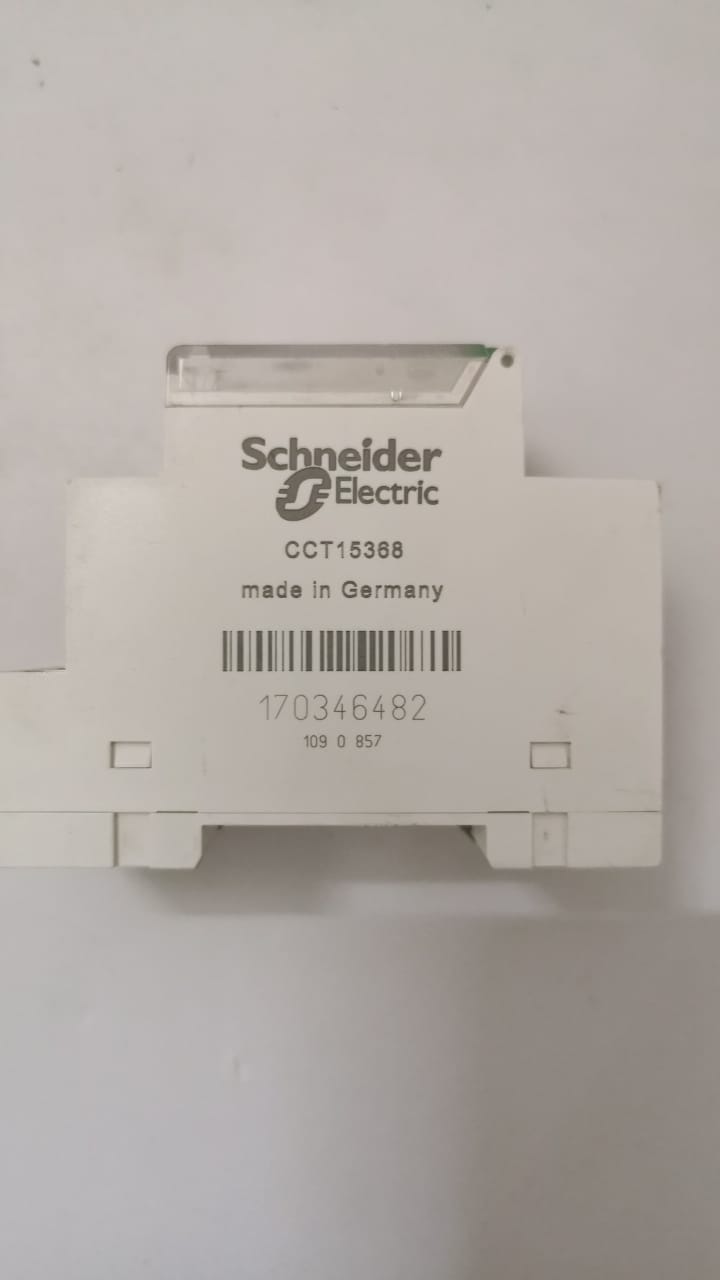 Schneider
Electric
CCT15368
made in Germany
170346482
109 0 857